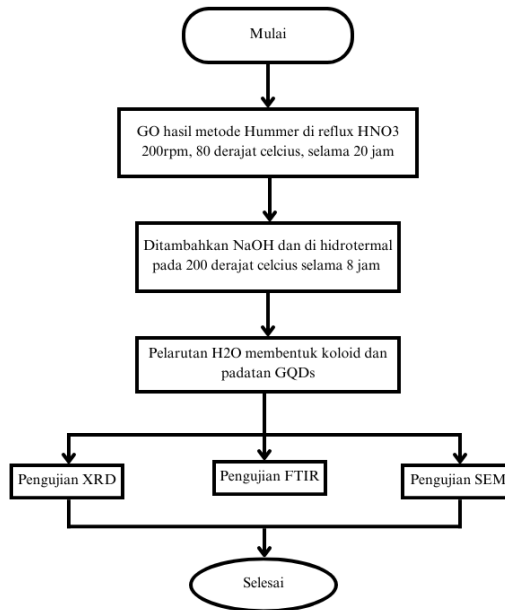 Mulai
GO hasil metode Hummer di reflux HNO3
200rpm, 80 derajat celcius, selama 20 jam
Ditambahkan NaOH dan di hidrotermal
pada 200 derajat celcius selama 8 jam
Pelarutan H2O membentuk koloid dan
padatan GQDs
Pengujian XRD
Pengujian FTIR
Pengujian SEM
Selesai